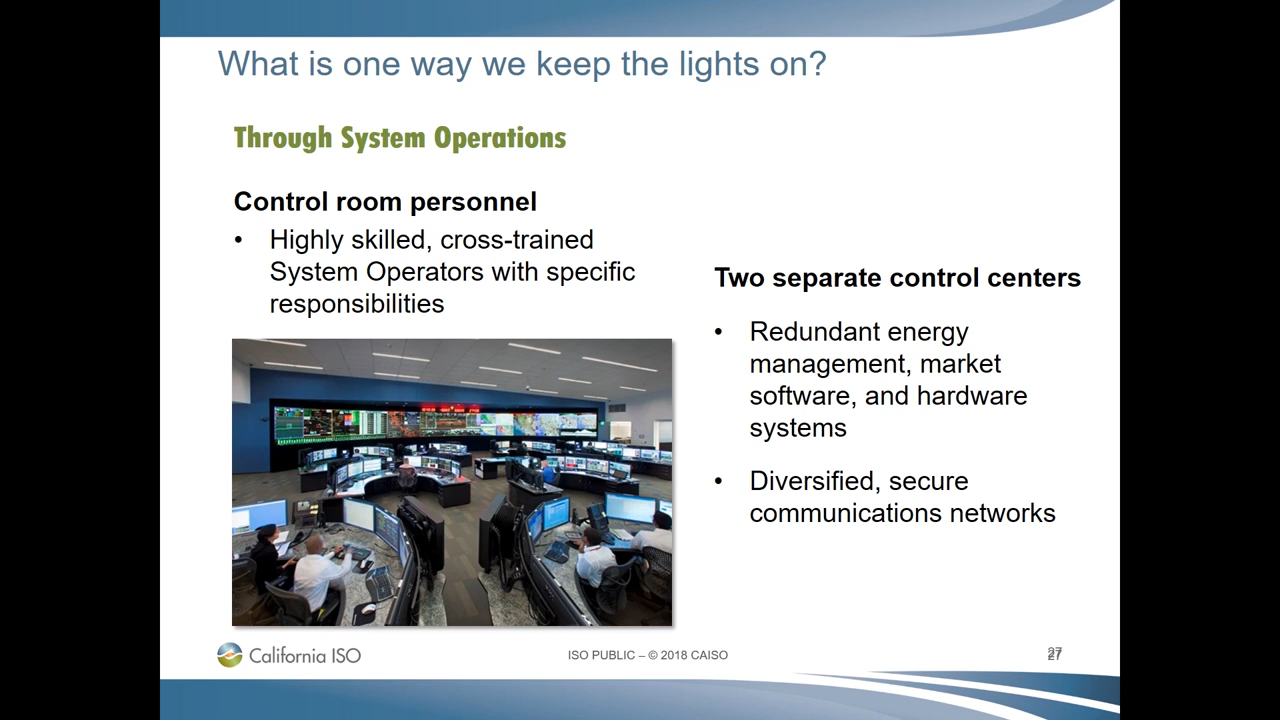 What is one way we keep the lights on?
Through System Operations
Control room personnel
• Highly skilled, cross-trained
System Operators with specific
responsibilities
Two separate control centers
• Redundant energy
management, market
software, and hardware
systems
• Diversified, secure
communications networks
California ISO
ISO PUBLIC – © 2018 CAISO
27